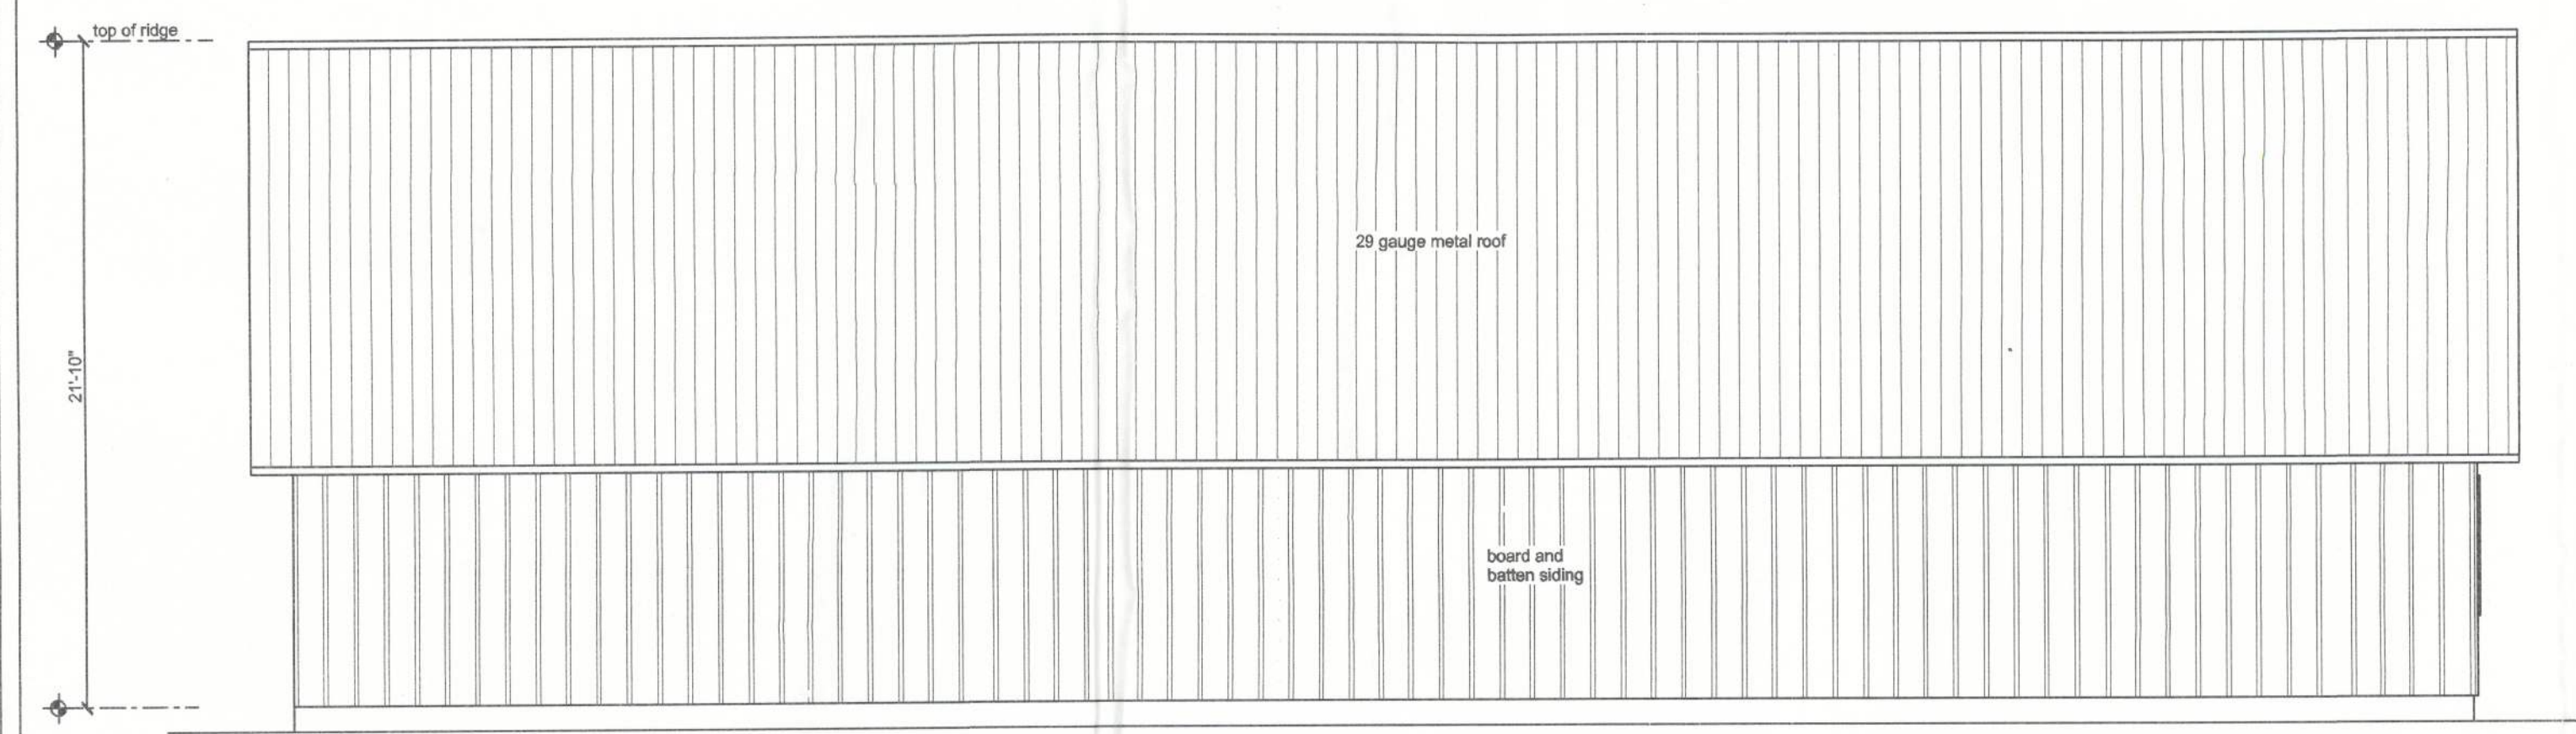 top of ridge
21'-10"
29 gauge metal roof
board and
batten siding